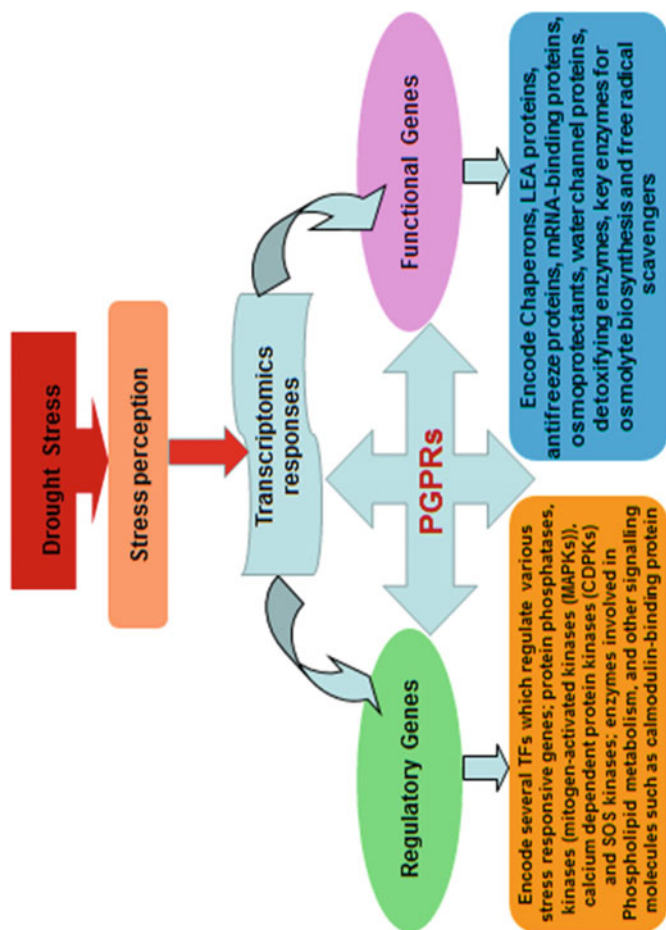 Drought Stress
Stress perception
Transcriptomics
responses
Regulatory Genes
PGPRs
Functional Genes
Encode several TFs which regulate various
stress responsive genes; protein phosphatases,
kinases (mitogen-activated kinases (MAPKs)),
calcium dependent protein kinases (CDPKs)
and SOS kinases; enzymes involved in
Phospholipid metabolism, and other signalling
molecules such as calmodulin-binding protein
Encode Chaperons, LEA proteins,
antifreeze proteins, mRNA-binding proteins,
osmoprotectants, water channel proteins,
detoxifying enzymes, key enzymes for
osmolyte biosynthesis and free radical
scavengers